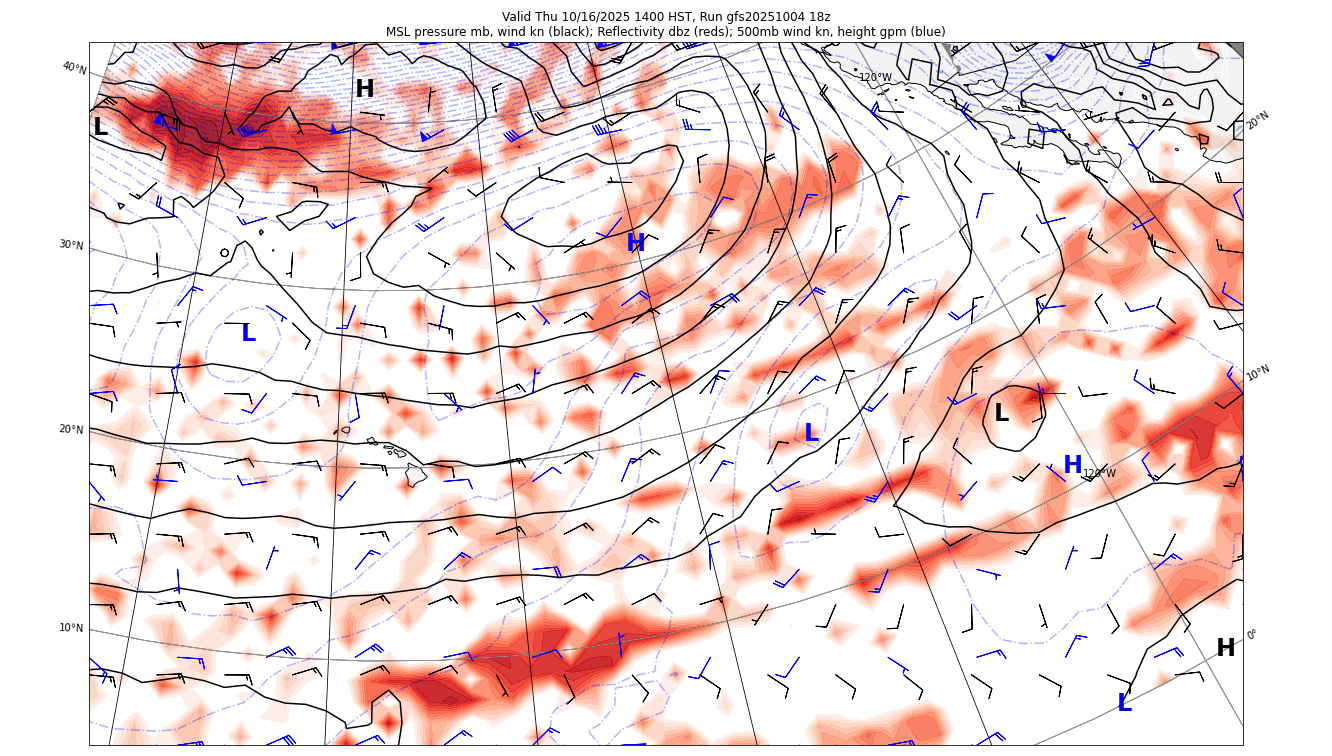 Valid Thu 10/16/2025 1400 HST, Run gfs20251004 18z
MSL pressure mb, wind kn (black); Reflectivity dbz (reds); 500mb wind kn, height gpm (blue)
40°N
120°W
H
L
20°N
30°N
H
L
10°N
L
20°N
L
H
120°W
10°N
0°
H
L